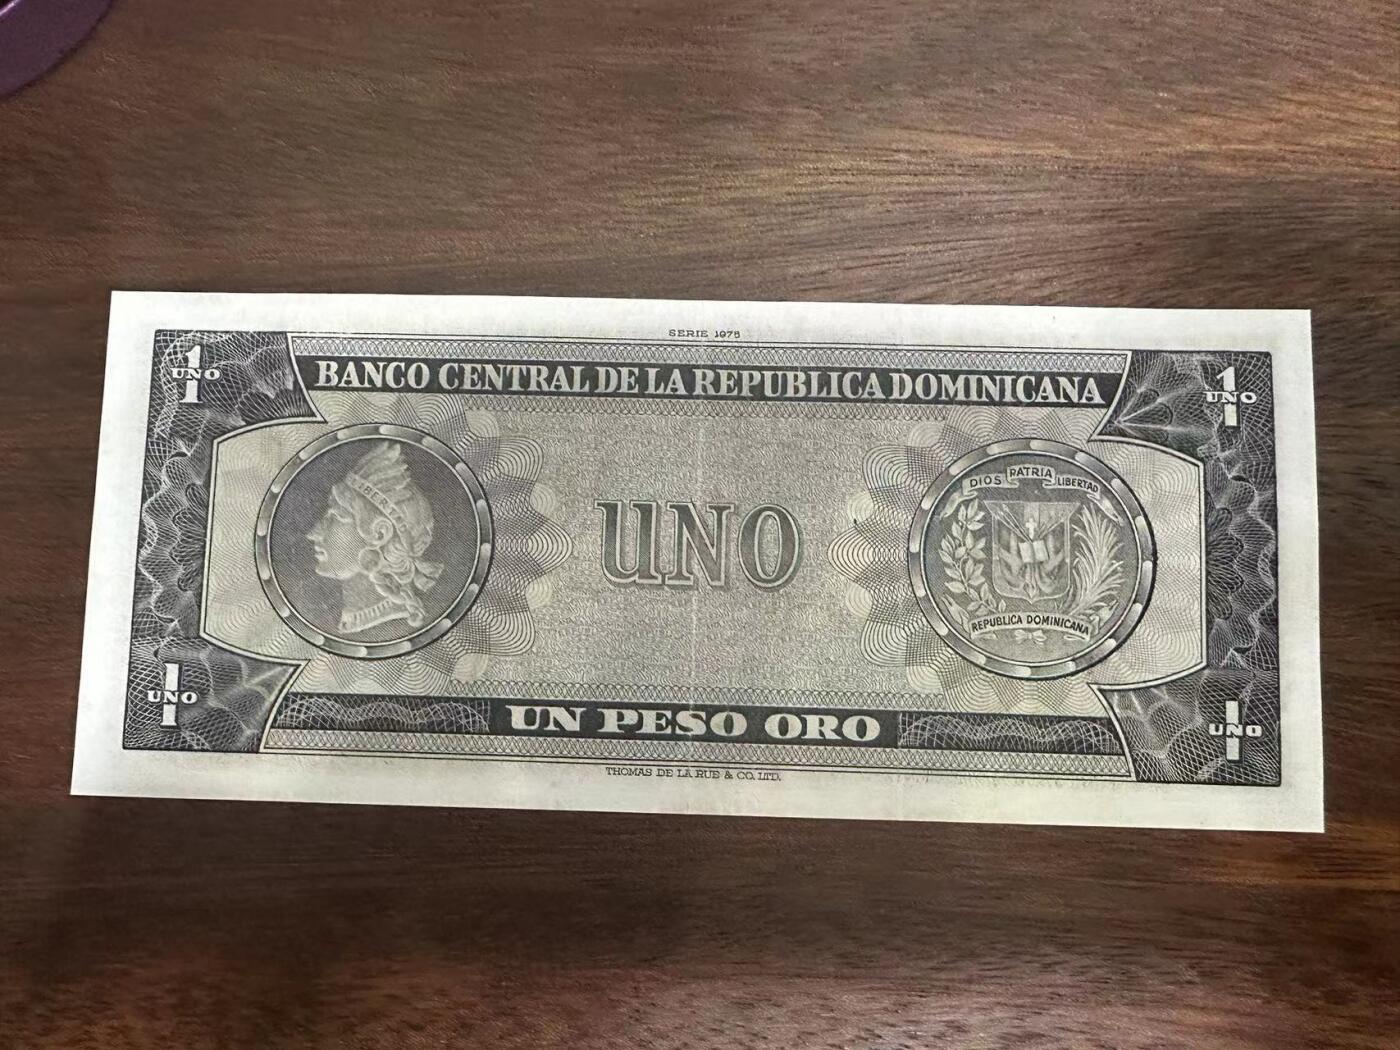 SERIE 1978
1
UNO
BANCO CENTRAL DE LA REPUBLICA DOMINICANA
1
UNO
LIBERTAD
UNO
DIOS PATRIA LIBERTAD
REPUBLICA DOMINICANA
1
UNO
UN PESO ORO
1
UNO
THOMAS DE LA RUE & CO. LTD.